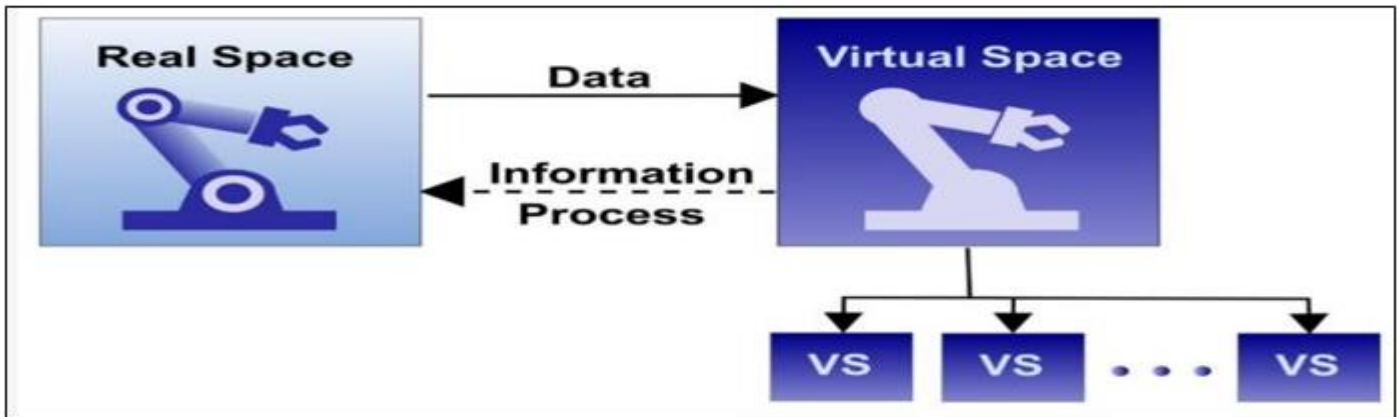 Real Space
Data
Virtual Space
Information
Process
VS
VS
VS